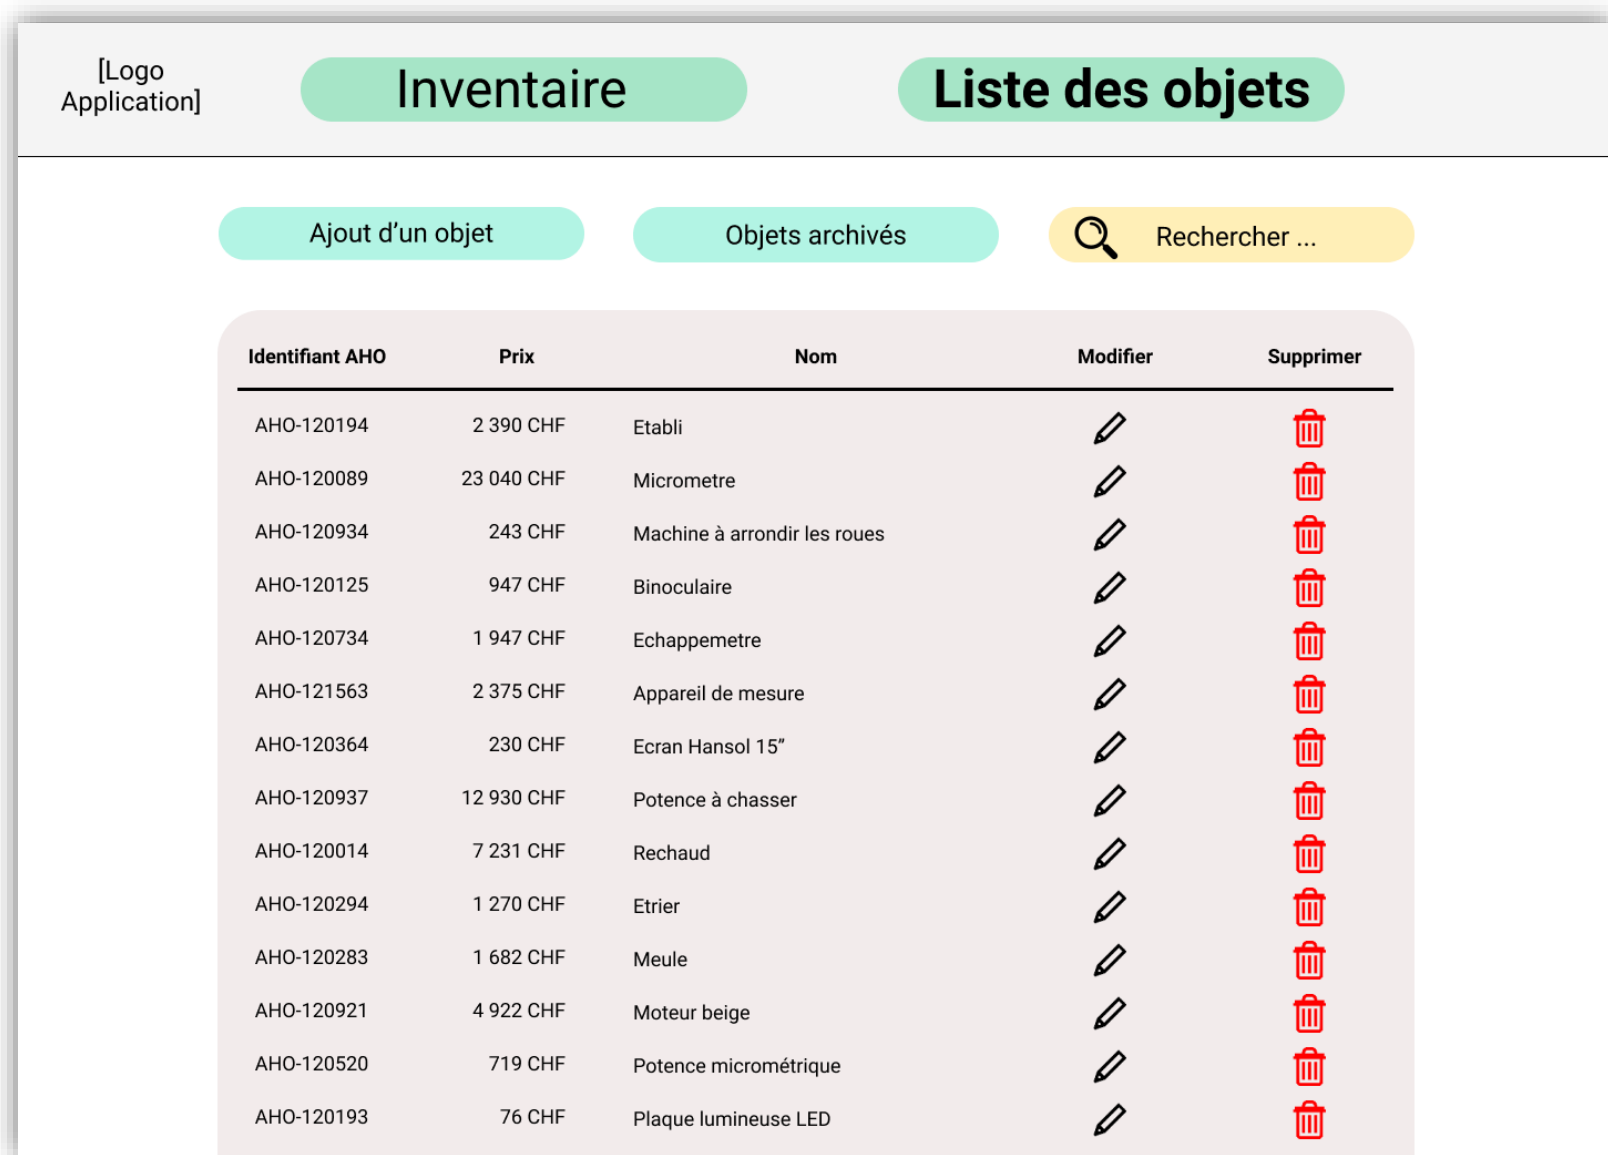 [Logo
Application]
Inventaire
Liste des objets
Ajout d’un objet
Objets archivés
Rechercher ...
Identifiant AHO Prix Nom Modifier Supprimer
AHO-120194 2 390 CHF Etabli
AHO-120089 23 040 CHF Micrometre
AHO-120934 243 CHF Machine à arrondir les roues
AHO-120125 947 CHF Binoculaire
AHO-120734 1 947 CHF Echappemetre
AHO-121563 2 375 CHF Appareil de mesure
AHO-120364 230 CHF Ecran Hansol 15”
AHO-120937 12 930 CHF Potence à chasser
AHO-120014 7 231 CHF Rechaud
AHO-120294 1 270 CHF Etrier
AHO-120283 1 682 CHF Meule
AHO-120921 4 922 CHF Moteur beige
AHO-120520 719 CHF Potence micrométrique
AHO-120193 76 CHF Plaque lumineuse LED